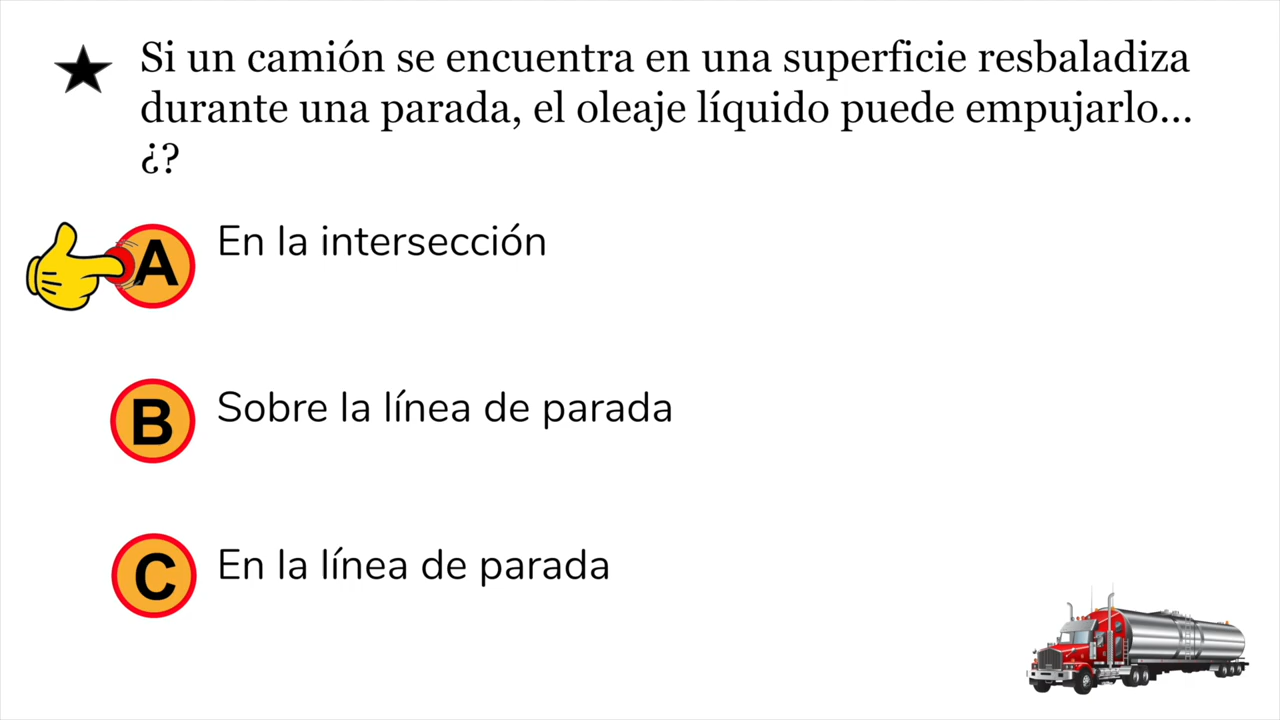 Si un camión se encuentra en una superficie resbaladiza
durante una parada, el oleaje líquido puede empujarlo...
¿?
A En la intersección
B Sobre la línea de parada
C En la línea de parada